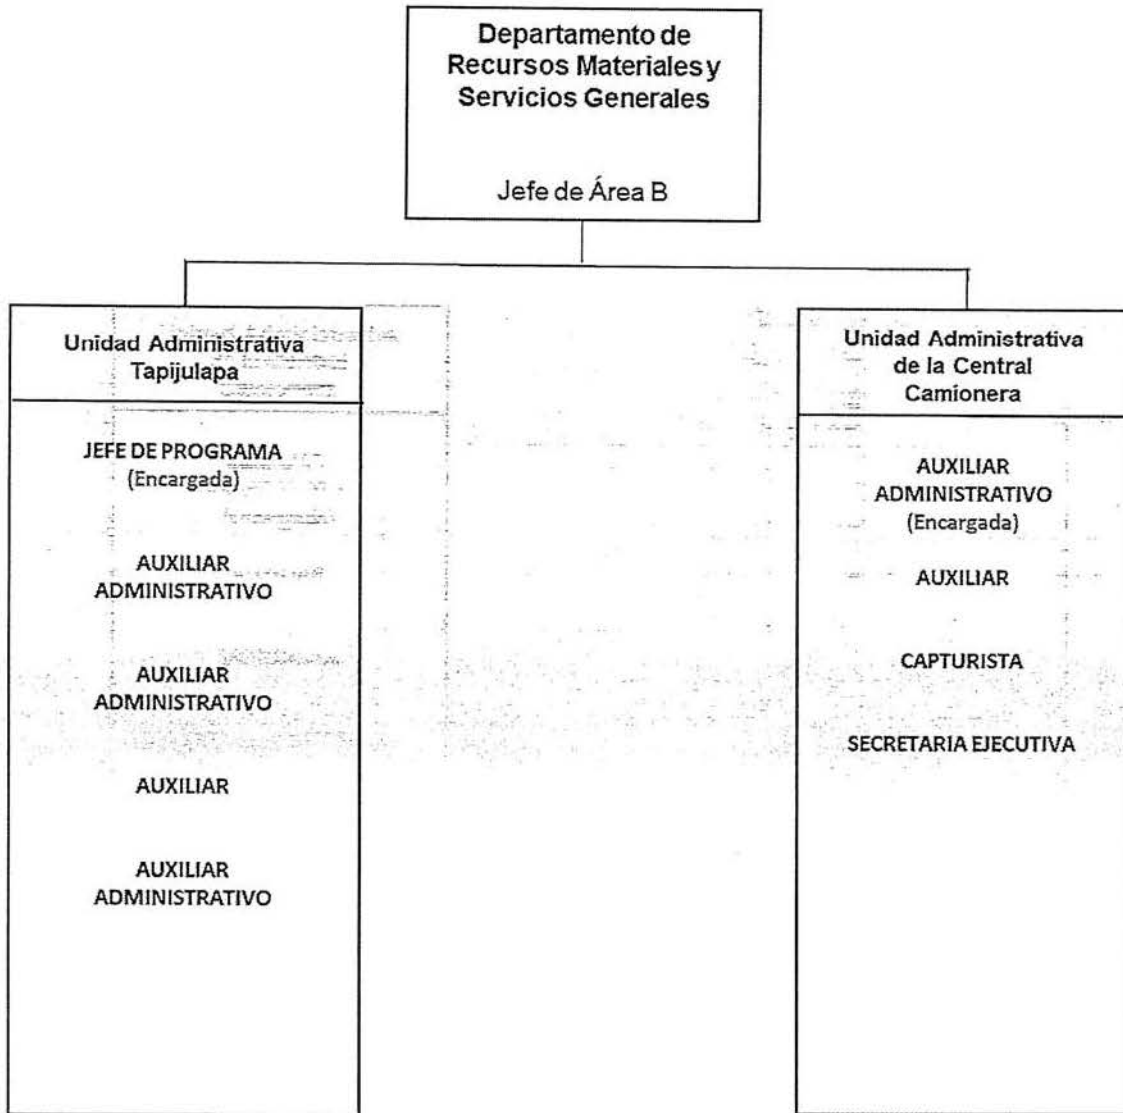 Departamento de
Recursos Materiales y
Servicios Generales
Jefe de Área B
Unidad Administrativa
Tapijulapa
JEFE DE PROGRAMA
(Encargada)
AUXILIAR
ADMINISTRATIVO
AUXILIAR
ADMINISTRATIVO
AUXILIAR
AUXILIAR
ADMINISTRATIVO
Unidad Administrativa
de la Central
Camionera
AUXILIAR
ADMINISTRATIVO
(Encargada)
AUXILIAR
CAPTURISTA
SECRETARIA EJECUTIVA